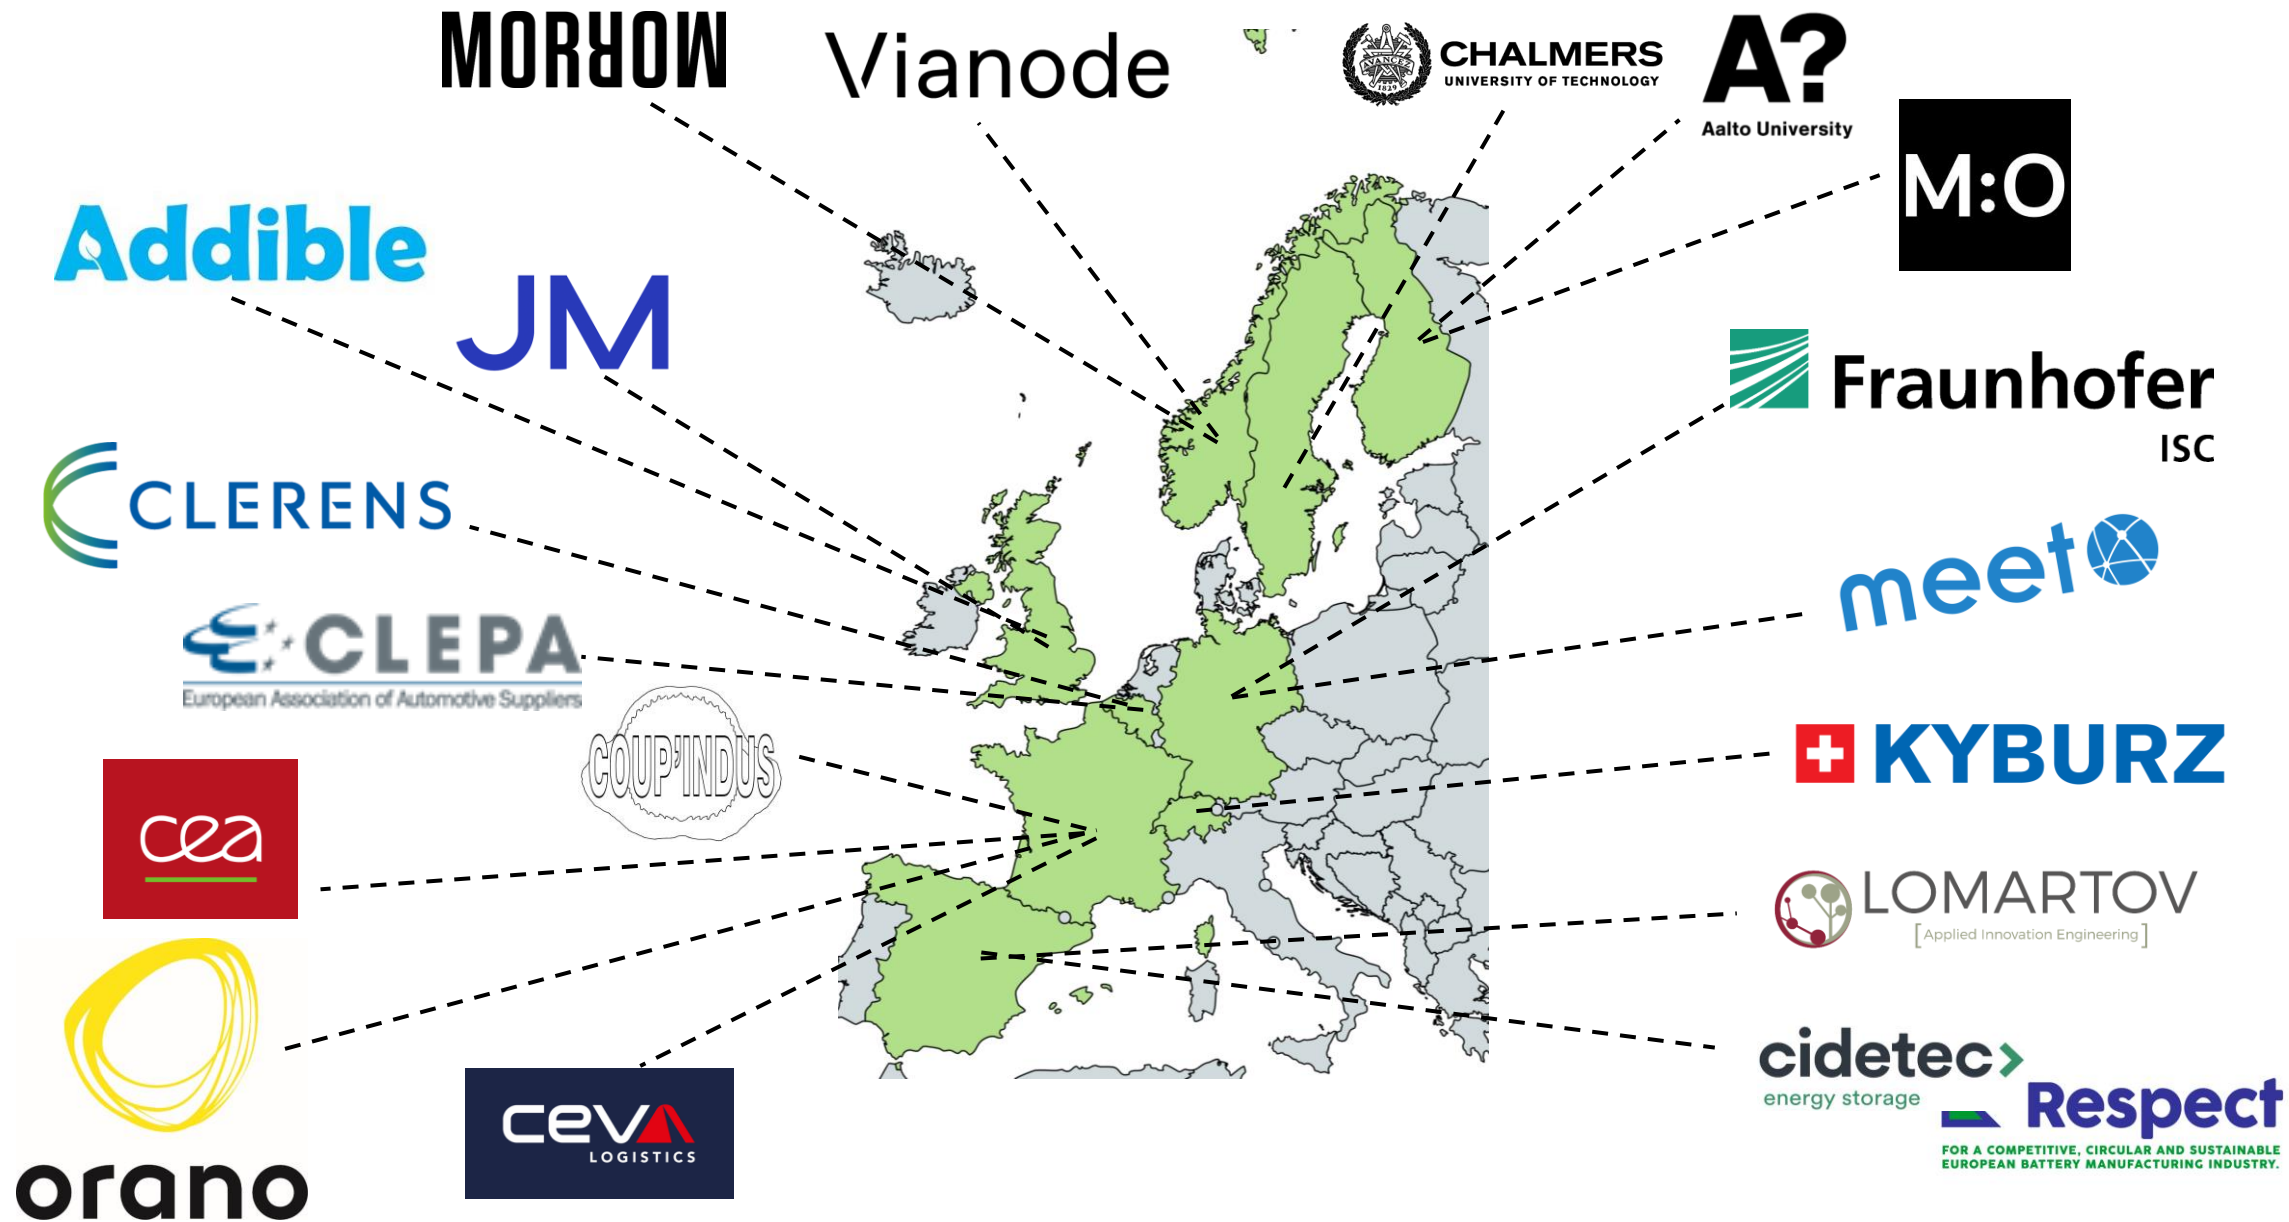 MORROW
Vianode
CHALMERS
UNIVERSITY OF TECHNOLOGY
AVANCEZ
1829
A?
Aalto University
M:O
Addible
JM
Fraunhofer
ISC
CLERENS
meet
CLEPA
European Association of Automotive Suppliers
COUP'INDUS
KYBURZ
cea
LOMARTOV
[Applied Innovation Engineering]
orano
ceva
LOGISTICS
cidetec>
energy storage
Respect
FOR A COMPETITIVE, CIRCULAR AND SUSTAINABLE
EUROPEAN BATTERY MANUFACTURING INDUSTRY.